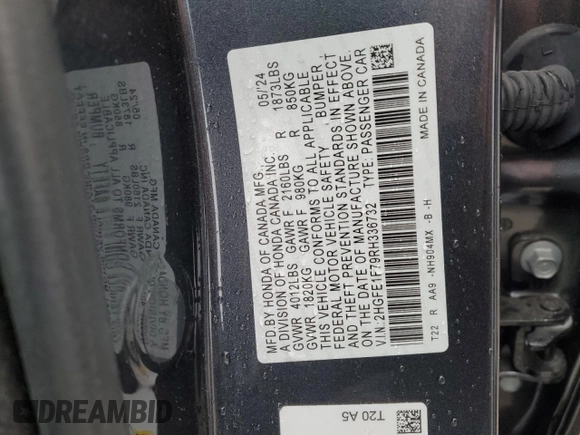 MFD BY HONDA OF CANADA MFG. 05/'24
A DIVISION OF HONDA CANADA INC.
GVWR 4012LBS GAWR F 2160LBS R 1873LBS
GVWR 1820KG GAWR F 980KG R 850KG
THIS VEHICLE CONFORMS TO ALL APPLICABLE
FEDERAL MOTOR VEHICLE SAFETY BUMPER,
AND THEFT PREVENTION STANDARDS IN EFFECT
ON THE DATE OF MANUFACTURE SHOWN ABOVE.
V.I.N:2HGFE1F79RH336732 TYPE:PASSENGER CAR
T22 R AA9 -NH904MX -B -H MADE IN CANADA
T20 A5
DREAMBID